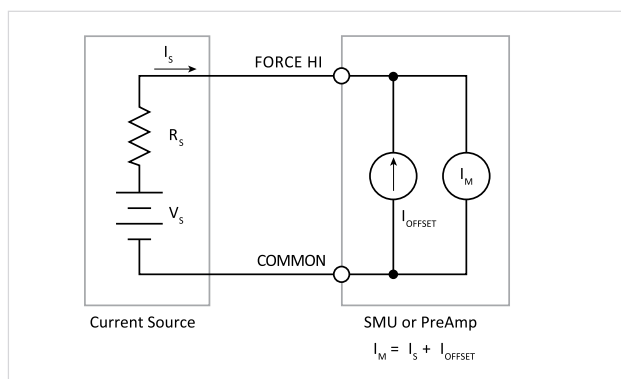 I_S
FORCE HI
R_S
V_S
I_M
I_OFFSET
COMMON
Current Source
SMU or PreAmp
I_M = I_S + I_OFFSET